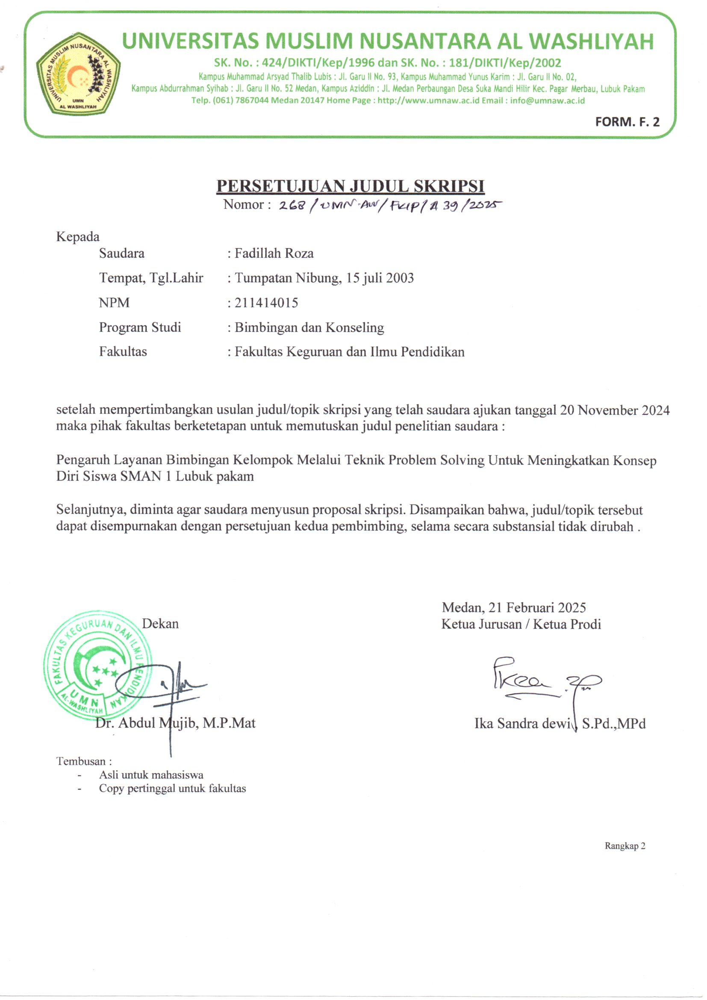 UNIVERSITAS MUSLIM NUSANTARA AL WASHLIYAH
SK. No. : 424/DIKTI/Kep/1996 dan SK. No. : 181/DIKTI/Kep/2002
Kampus Muhammad Arsyad Thalib Lubis : Jl. Garu II No. 93, Kampus Muhammad Yunus Karim : Jl. Garu II No. 02,
Kampus Abdurrahman Syihab : Jl. Garu II No. 52 Medan, Kampus Aziddin : Jl. Medan Perbaungan Desa Suka Mandi Hilir Kec. Pagar Merbau, Lubuk Pakam
Telp. (061) 7867044 Medan 20147 Home Page : http://www.umnaw.ac.id Email : info@umnaw.ac.id
UNIVERSITAS MUSLIM NUSANTARA AL WASHLIYAH
UMN
AL WASHLIYAH
FORM. F. 2
PERSETUJUAN JUDUL SKRIPSI
Nomor : 268/UMN-AW/FKIP/A 39/2025
Kepada
Saudara : Fadillah Roza
Tempat, Tgl.Lahir : Tumpatan Nibung, 15 juli 2003
NPM : 211414015
Program Studi : Bimbingan dan Konseling
Fakultas : Fakultas Keguruan dan Ilmu Pendidikan
setelah mempertimbangkan usulan judul/topik skripsi yang telah saudara ajukan tanggal 20 November 2024
maka pihak fakultas berketetapan untuk memutuskan judul penelitian saudara :
Pengaruh Layanan Bimbingan Kelompok Melalui Teknik Problem Solving Untuk Meningkatkan Konsep
Diri Siswa SMAN 1 Lubuk pakam
Selanjutnya, diminta agar saudara menyusun proposal skripsi. Disampaikan bahwa, judul/topik tersebut
dapat disempurnakan dengan persetujuan kedua pembimbing, selama secara substansial tidak dirubah .
Medan, 21 Februari 2025
Dekan
Ketua Jurusan / Ketua Prodi
FAKULTAS KEGURUAN DAN ILMU PENDIDIKAN
UMN
AL-WASHLIYAH
Dr. Abdul Mujib, M.P.Mat
Ika Sandra dewi, S.Pd.,MPd
Tembusan :
- Asli untuk mahasiswa
- Copy pertinggal untuk fakultas
Rangkap 2